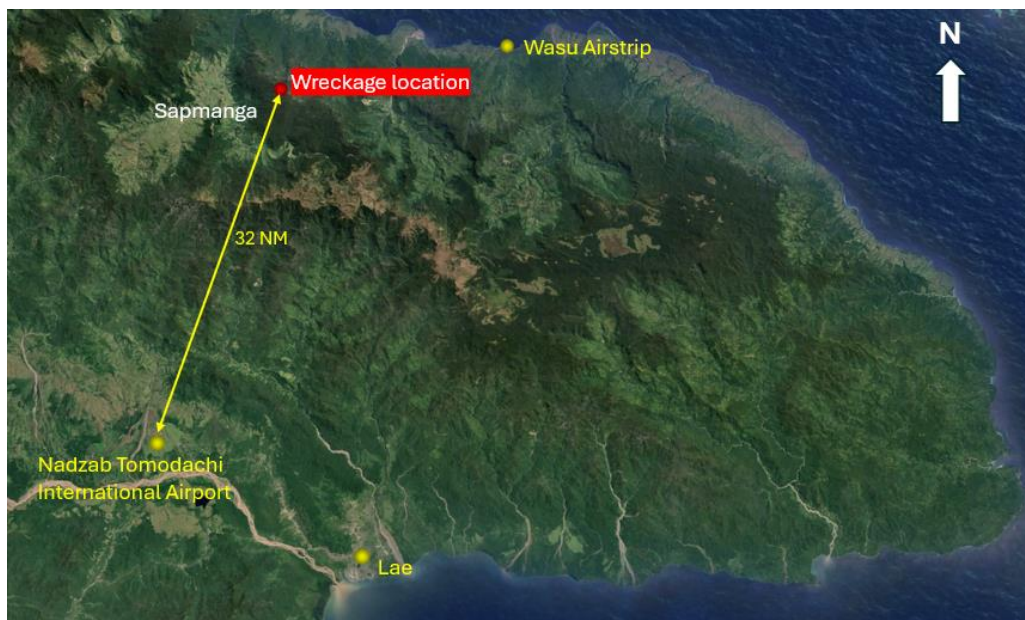 N
Wasu Airstrip
Wreckage location
Sapmanga
32 NM
Nadzab Tomodachi
International Airport
Lae